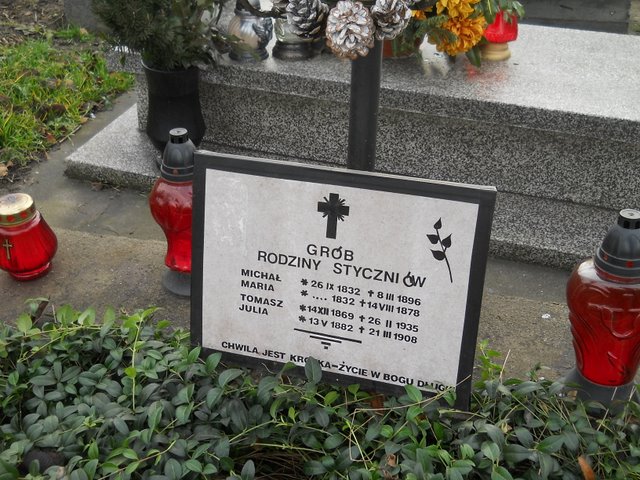 GRÓB
RODZINY STYCZNIÓW
MICHAŁ * 26 IX 1832 ✝ 8 III 1896
MARIA * .... 1832 ✝ 14 VIII 1878
TOMASZ * 14 XII 1869 ✝ 26 II 1935
JULIA * 13 V 1882 ✝ 21 III 1908
CHWILA JEST KRÓTKA-ŻYCIE W BOGU